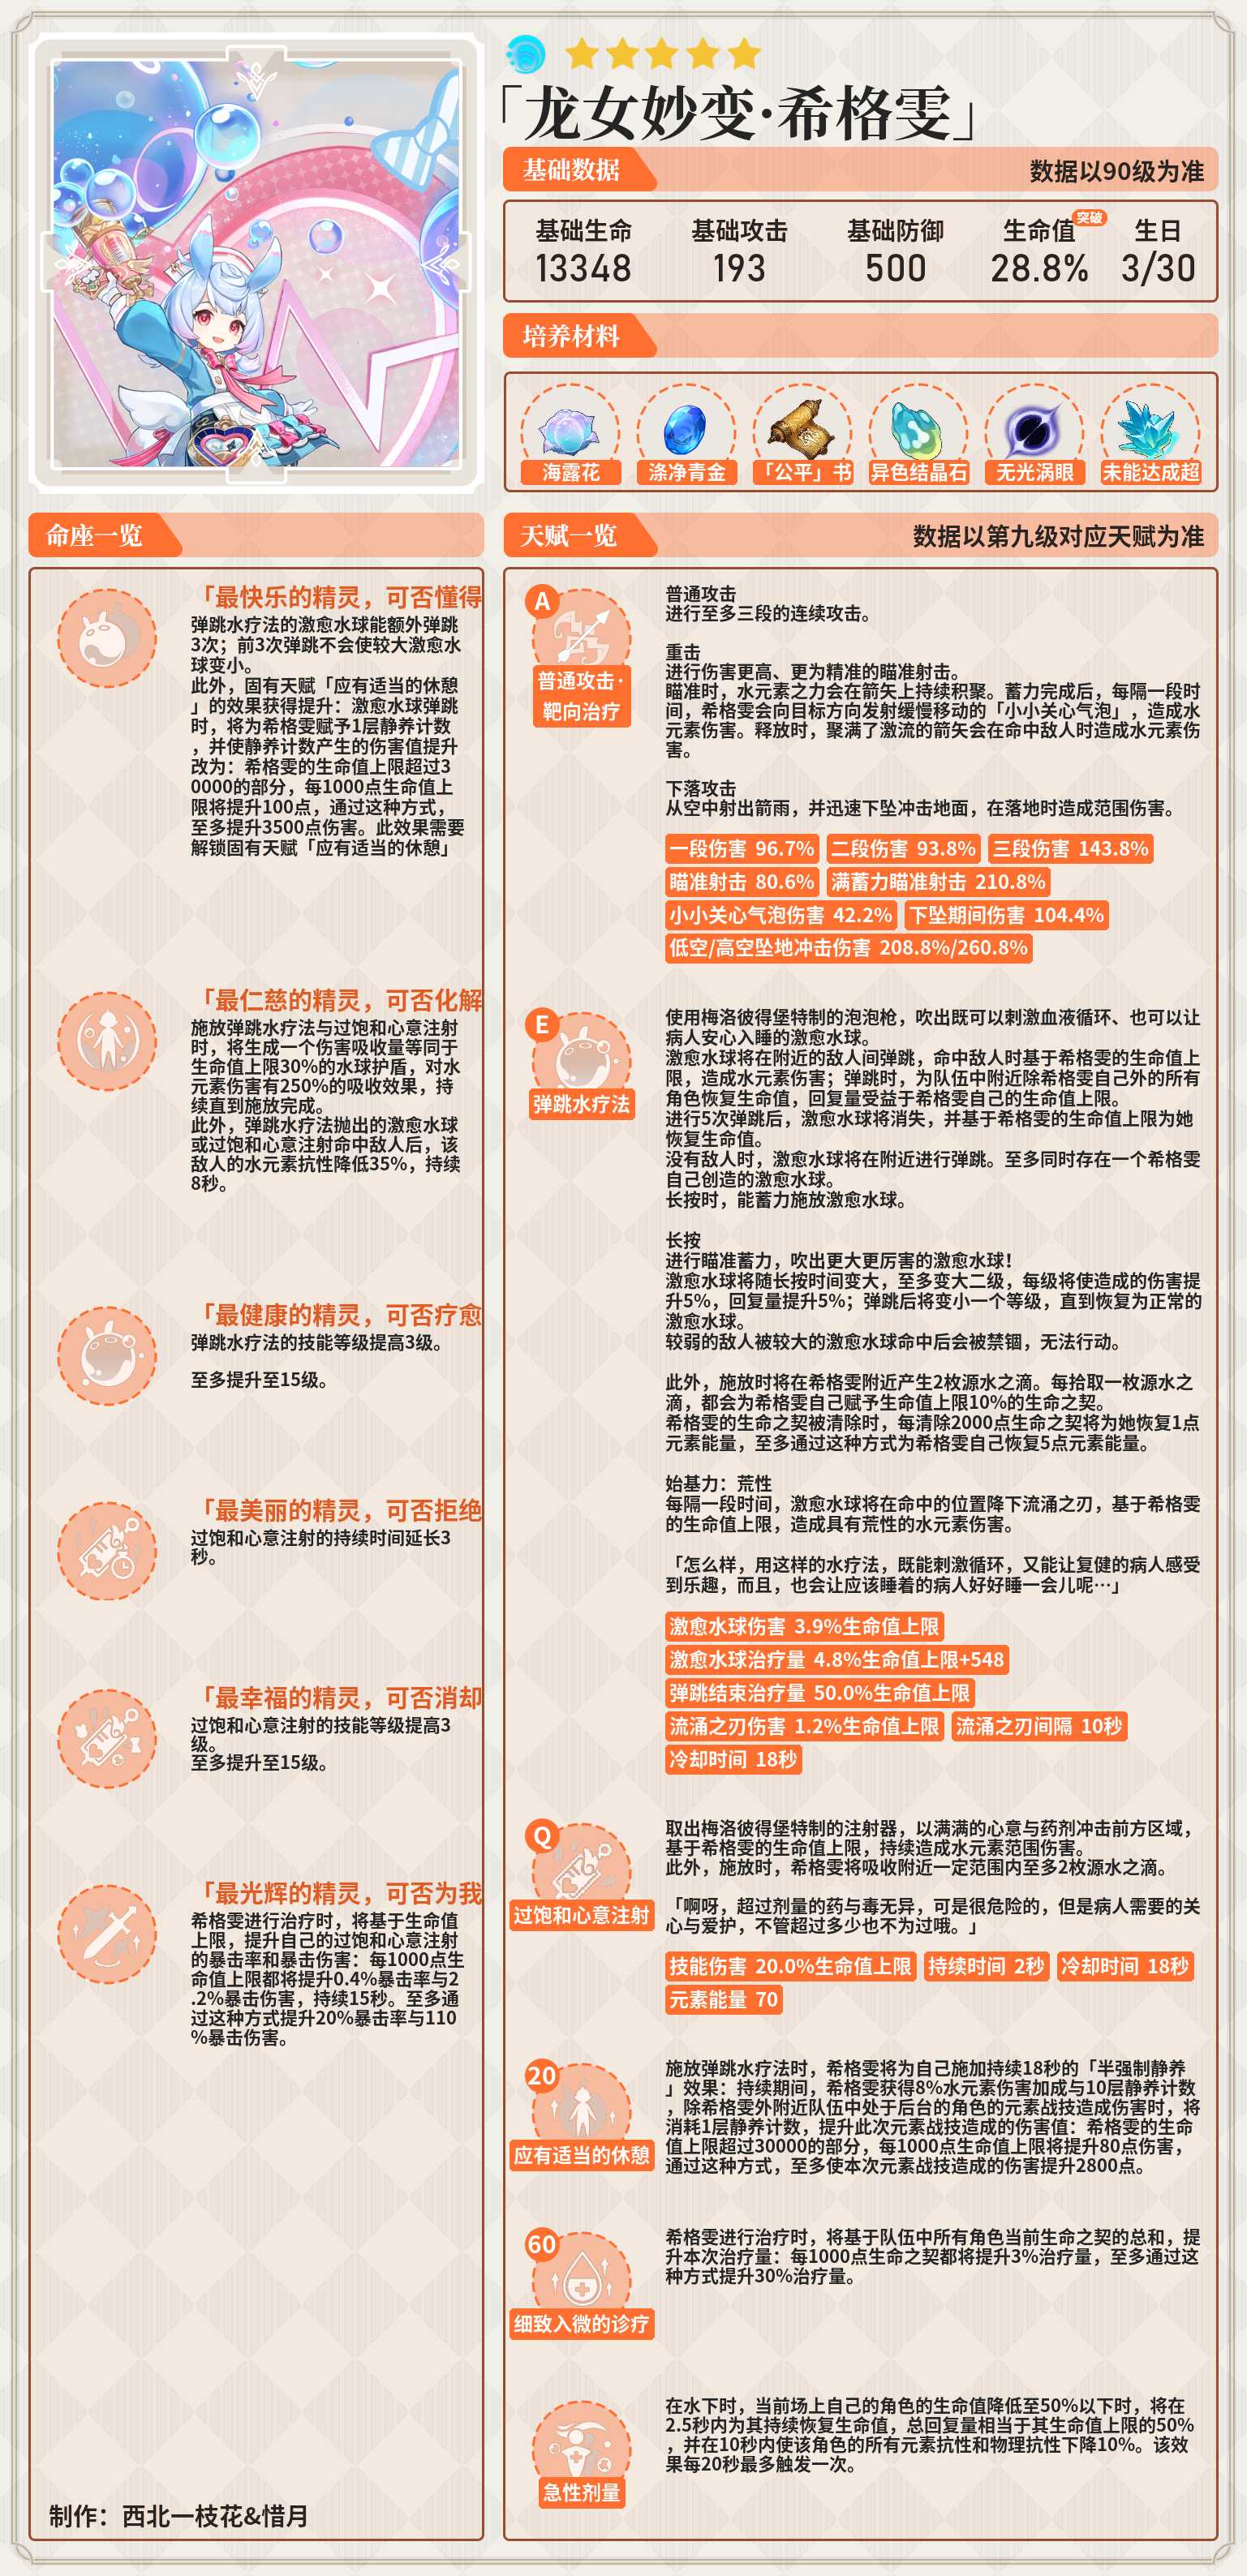 「龙女妙变·希格雯」
基础数据
数据以90级为准
基础生命
13348
基础攻击
193
基础防御
500
生命值
突破
28.8%
生日
3/30
培养材料
海露花
涤净青金
「公平」书
异色结晶石
无光涡眼
未能达成超
命座一览
「最快乐的精灵，可否懂得
弹跳水疗法的激愈水球能额外弹跳
3次；前3次弹跳不会使较大激愈水
球变小。
此外，固有天赋「应有适当的休憩
」的效果获得提升：激愈水球弹跳
时，将为希格雯赋予1层静养计数
，并使静养计数产生的伤害值提升
改为：希格雯的生命值上限超过3
0000的部分，每1000点生命值上
限将提升100点，通过这种方式，
至多提升3500点伤害。此效果需要
解锁固有天赋「应有适当的休憩」
「最仁慈的精灵，可否化解
施放弹跳水疗法与过饱和心意注射
时，将生成一个伤害吸收量等同于
生命值上限30%的水球护盾，对水
元素伤害有250%的吸收效果，持
续直到施放完成。
此外，弹跳水疗法抛出的激愈水球
或过饱和心意注射命中敌人后，该
敌人的水元素抗性降低35%，持续
8秒。
「最健康的精灵，可否疗愈
弹跳水疗法的技能等级提高3级。
至多提升至15级。
「最美丽的精灵，可否拒绝
过饱和心意注射的持续时间延长3
秒。
「最幸福的精灵，可否消却
过饱和心意注射的技能等级提高3
级。
至多提升至15级。
「最光辉的精灵，可否为我
希格雯进行治疗时，将基于生命值
上限，提升自己的过饱和心意注射
的暴击率和暴击伤害：每1000点生
命值上限都将提升0.4%暴击率与2
.2%暴击伤害，持续15秒。至多通
过这种方式提升20%暴击率与110
%暴击伤害。
制作：西北一枝花&惜月
天赋一览
数据以第九级对应天赋为准
A
普通攻击·
靶向治疗
普通攻击
进行至多三段的连续攻击。
重击
进行伤害更高、更为精准的瞄准射击。
瞄准时，水元素之力会在箭矢上持续积聚。蓄力完成后，每隔一段时
间，希格雯会向目标方向发射缓慢移动的「小小关心气泡」，造成水
元素伤害。释放时，聚满了激流的箭矢会在命中敌人时造成水元素伤
害。
下落攻击
从空中射出箭雨，并迅速下坠冲击地面，在落地时造成范围伤害。
一段伤害 96.7% 二段伤害 93.8% 三段伤害 143.8%
瞄准射击 80.6% 满蓄力瞄准射击 210.8%
小小关心气泡伤害 42.2% 下坠期间伤害 104.4%
低空/高空坠地冲击伤害 208.8%/260.8%
E
弹跳水疗法
使用梅洛彼得堡特制的泡泡枪，吹出既可以刺激血液循环、也可以让
病人安心入睡的激愈水球。
激愈水球将在附近的敌人间弹跳，命中敌人时基于希格雯的生命值上
限，造成水元素伤害；弹跳时，为队伍中附近除希格雯自己外的所有
角色恢复生命值，回复量受益于希格雯自己的生命值上限。
进行5次弹跳后，激愈水球将消失，并基于希格雯的生命值上限为她
恢复生命值。
没有敌人时，激愈水球将在附近进行弹跳。至多同时存在一个希格雯
自己创造的激愈水球。
长按时，能蓄力施放激愈水球。
长按
进行瞄准蓄力，吹出更大更厉害的激愈水球！
激愈水球将随长按时间变大，至多变大二级，每级将使造成的伤害提
升5%，回复量提升5%；弹跳后将变小一个等级，直到恢复为正常的
激愈水球。
较弱的敌人被较大的激愈水球命中后会被禁锢，无法行动。
此外，施放时将在希格雯附近产生2枚源水之滴。每拾取一枚源水之
滴，都会为希格雯自己赋予生命值上限10%的生命之契。
希格雯的生命之契被清除时，每清除2000点生命之契将为她恢复1点
元素能量，至多通过这种方式为希格雯自己恢复5点元素能量。
始基力：荒性
每隔一段时间，激愈水球将在命中的位置降下流涌之刃，基于希格雯
的生命值上限，造成具有荒性的水元素伤害。
「怎么样，用这样的水疗法，既能刺激循环，又能让复健的病人感受
到乐趣，而且，也会让应该睡着的病人好好睡一会儿呢…」
激愈水球伤害 3.9%生命值上限
激愈水球治疗量 4.8%生命值上限+548
弹跳结束治疗量 50.0%生命值上限
流涌之刃伤害 1.2%生命值上限 流涌之刃间隔 10秒
冷却时间 18秒
Q
过饱和心意注射
取出梅洛彼得堡特制的注射器，以满满的心意与药剂冲击前方区域，
基于希格雯的生命值上限，持续造成水元素范围伤害。
此外，施放时，希格雯将吸收附近一定范围内至多2枚源水之滴。
「啊呀，超过剂量的药与毒无异，可是很危险的，但是病人需要的关
心与爱护，不管超过多少也不为过哦。」
技能伤害 20.0%生命值上限 持续时间 2秒 冷却时间 18秒
元素能量 70
20
应有适当的休憩
施放弹跳水疗法时，希格雯将为自己施加持续18秒的「半强制静养
」效果：持续期间，希格雯获得8%水元素伤害加成与10层静养计数
，除希格雯外附近队伍中处于后台的角色的元素战技造成伤害时，将
消耗1层静养计数，提升此次元素战技造成的伤害值：希格雯的生命
值上限超过30000的部分，每1000点生命值上限将提升80点伤害，
通过这种方式，至多使本次元素战技造成的伤害提升2800点。
60
细致入微的诊疗
希格雯进行治疗时，将基于队伍中所有角色当前生命之契的总和，提
升本次治疗量：每1000点生命之契都将提升3%治疗量，至多通过这
种方式提升30%治疗量。
急性剂量
在水下时，当前场上自己的角色的生命值降低至50%以下时，将在
2.5秒内为其持续恢复生命值，总回复量相当于其生命值上限的50%
，并在10秒内使该角色的所有元素抗性和物理抗性下降10%。该效
果每20秒最多触发一次。